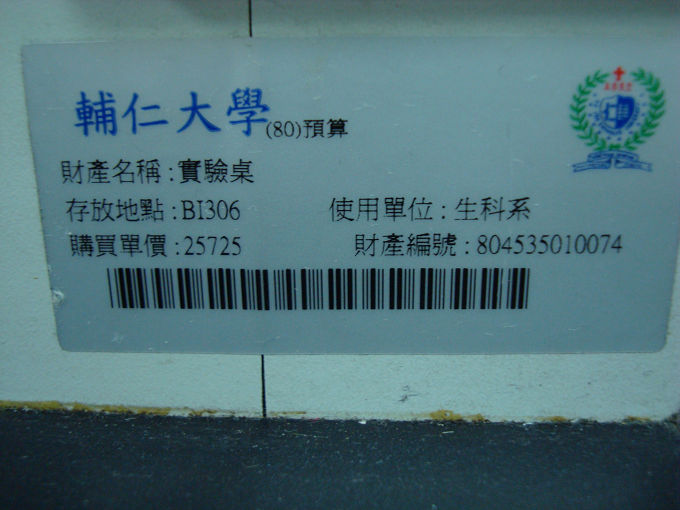 輔仁大學(80)預算
財產名稱:實驗桌
存放地點:BI306 使用單位:生科系
購買單價:25725 財產編號:804535010074